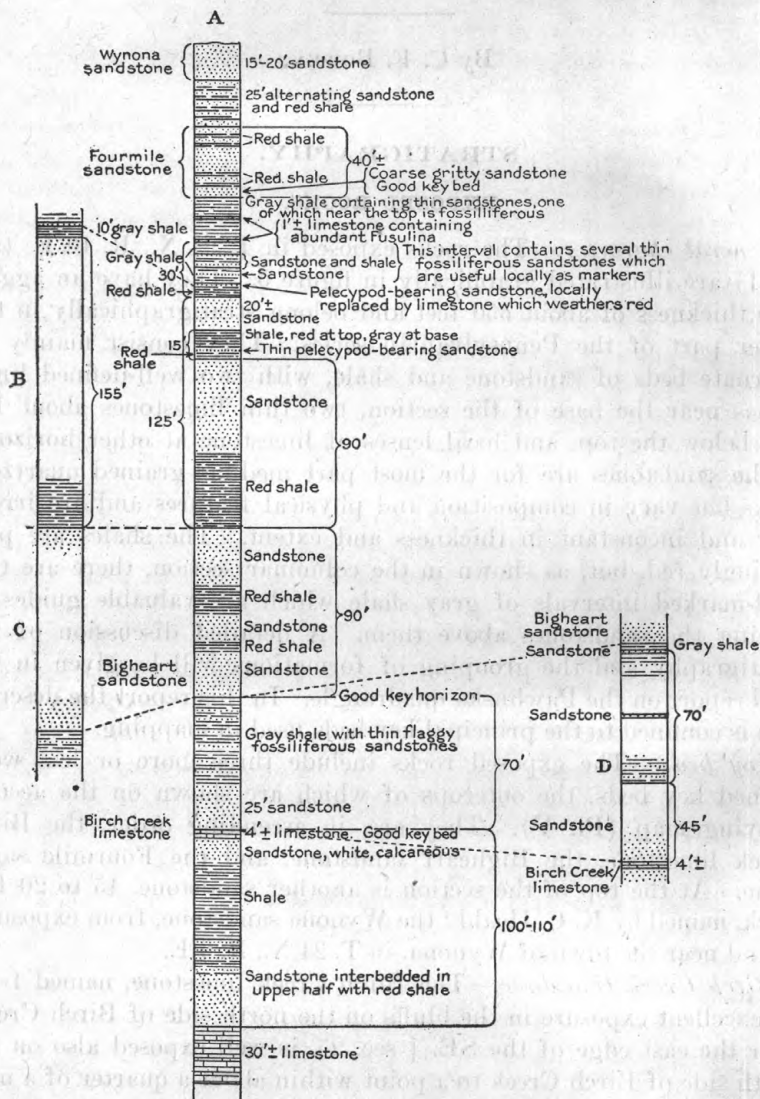 A
Wynona
sandstone
15'-20' sandstone
25' alternating sandstone
and red shale
Fourmile
sandstone
Red shale
40'±
Coarse gritty sandstone
Red shale
Good key bed
Gray shale containing thin sandstones, one
of which near the top is fossiliferous
1'± limestone containing
abundant Fusulina
10' gray shale
Gray shale
Sandstone and shale
This interval contains several thin
fossiliferous sandstones which
are useful locally as markers
30'
Sandstone
Red shale
Pelecypod-bearing sandstone, locally
replaced by limestone which weathers red
20'±
sandstone
Shale, red at top, gray at base
15'
Red
shale
Thin pelecypod-bearing sandstone
B
155'
125'
Sandstone
90'
Red shale
Sandstone
Red shale
Sandstone
90'
Red shale
C
Bigheart
sandstone
Sandstone
Good key horizon
Bigheart
sandstone
Sandstone
Gray shale
Gray shale with thin flaggy
fossiliferous sandstones
70'
Sandstone
70'
D
25' sandstone
Birch Creek
limestone
4'± limestone. Good key bed
Sandstone
45'
Sandstone, white, calcareous
Birch Creek
limestone
4'±
Shale
100'-110'
Sandstone interbedded in
upper half with red shale
30'± limestone